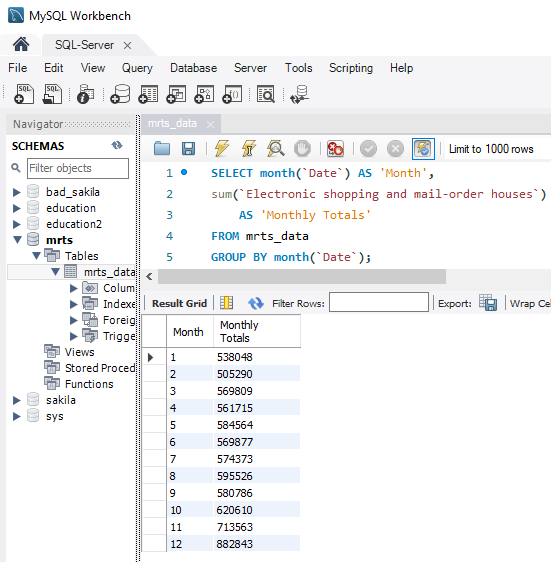 MySQL Workbench
SQL-Server
File Edit View Query Database Server Tools Scripting Help
SQL SQL
Navigator
SCHEMAS
Filter objects
bad_sakila
education
education2
mrts
Tables
mrts_data
Colum
Indexe
Foreig
Trigge
Views
Stored Proced
Functions
sakila
sys
mrts_data
Limit to 1000 rows
1 SELECT month(`Date`) AS 'Month',
2 sum(`Electronic shopping and mail-order houses`)
3 AS 'Monthly Totals'
4 FROM mrts_data
5 GROUP BY month(`Date`);
Result Grid Filter Rows: Export: Wrap Cel
Month Monthly Totals
1 538048
2 505290
3 569809
4 561715
5 584564
6 569877
7 574373
8 595526
9 580786
10 620610
11 713563
12 882843